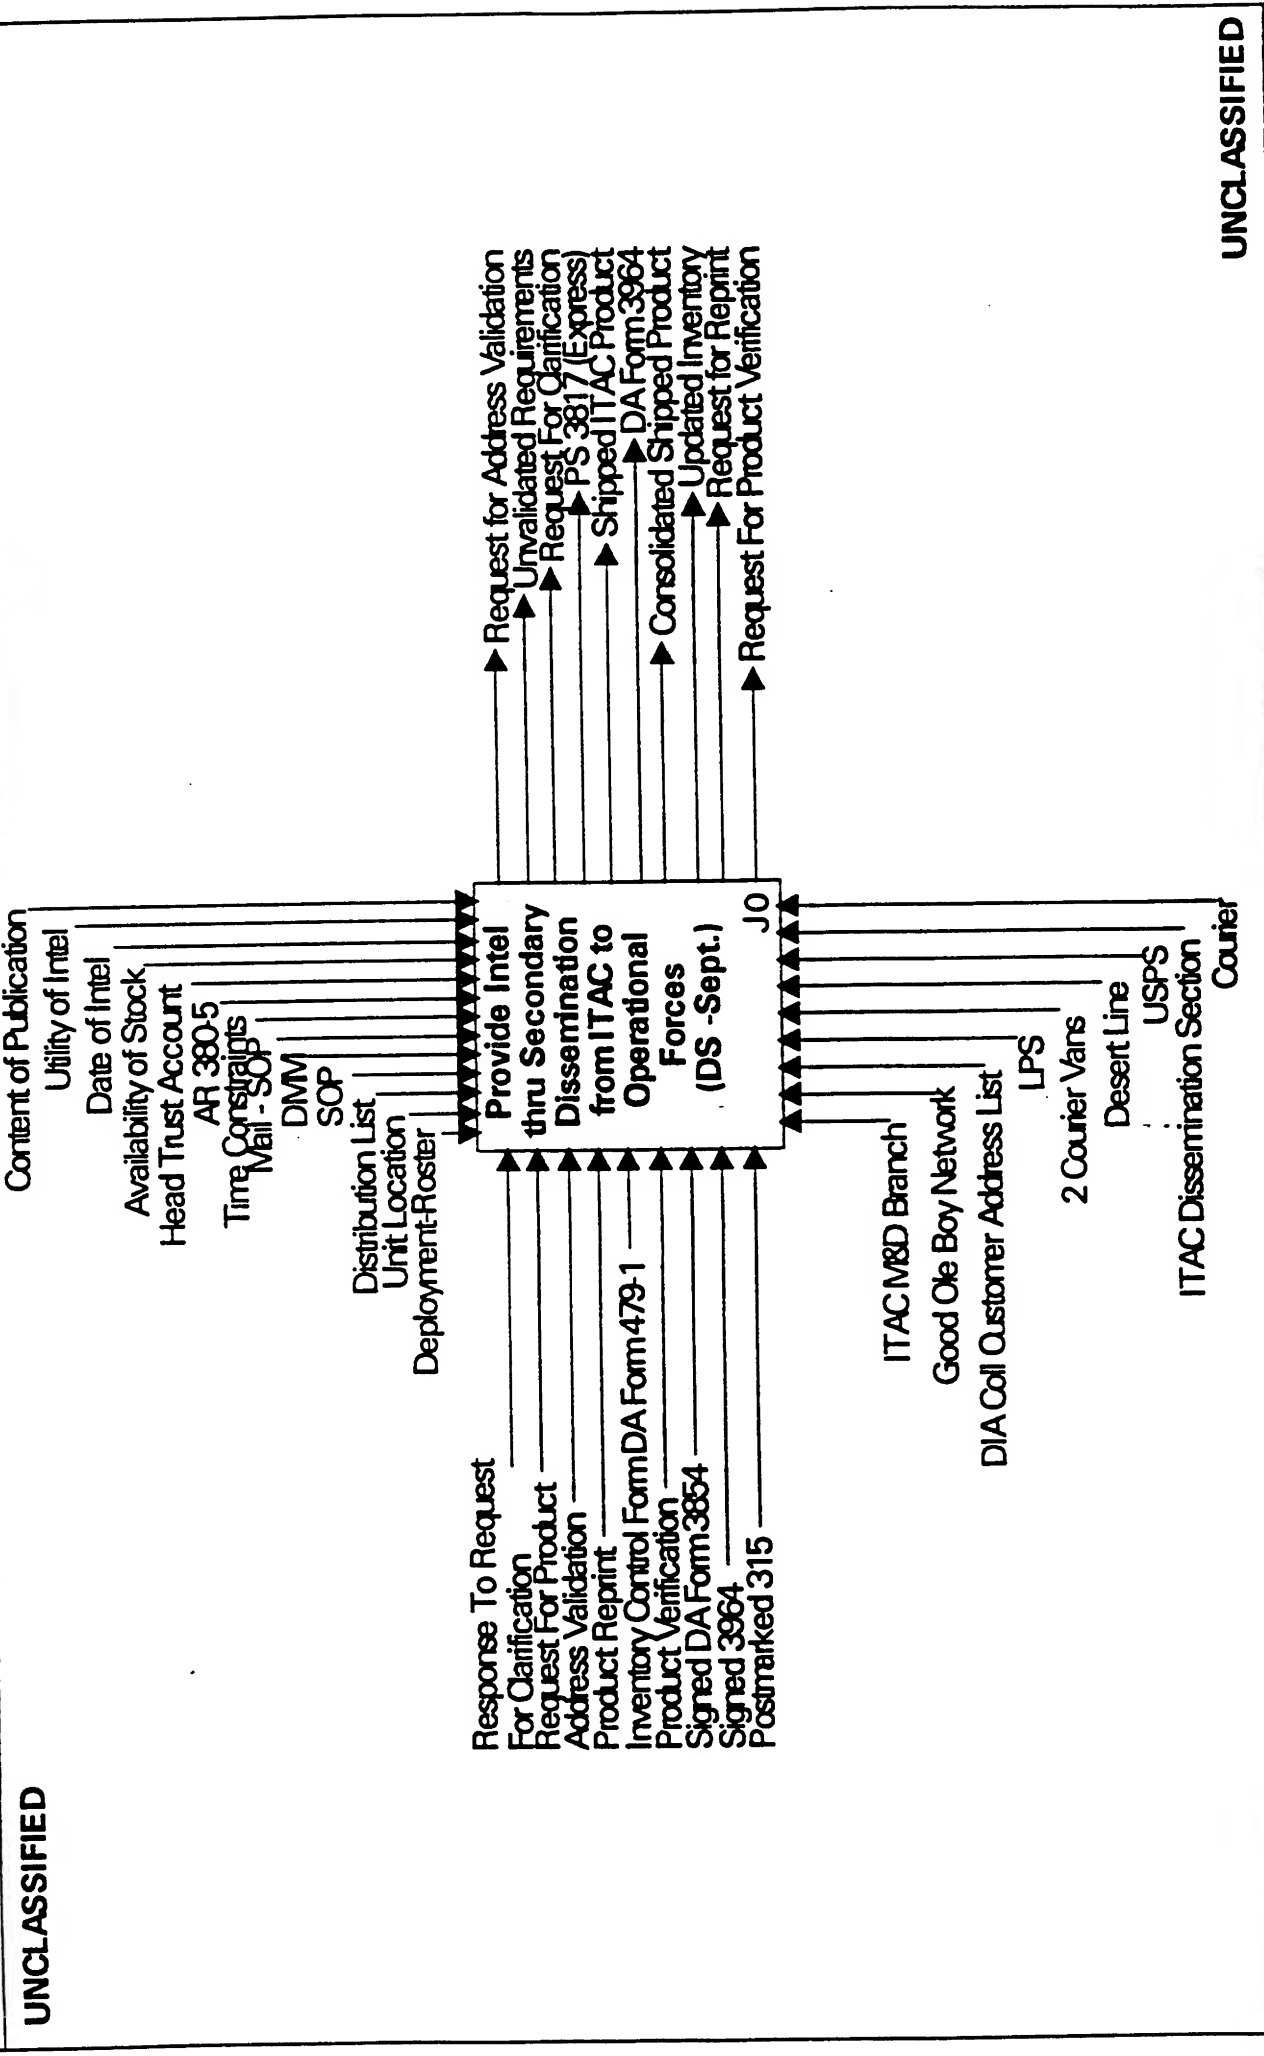 UNCLASSIFIED
Content of Publication
Utility of Intel
Date of Intel
Availability of Stock
Head Trust Account
AR 380-5
Time Constraints
Mail - SOP
DMM
SOP
Distribution List
Unit Location
Deployment-Roster
Response To Request
For Clarification
Request For Product
Address Validation
Product Reprint
Inventory Control Form DA Form 479-1
Product Verification
Signed DA Form 3854
Signed 3964
Postmarked 315
Provide Intel
thru Secondary
Dissemination
from ITAC to
Operational
Forces
(DS -Sept.)
JO
Request for Address Validation
Unvalidated Requirements
Request For Clarification
PS 3817 (Express)
Shipped ITAC Product
DA Form 3964
Consolidated Shipped Product
Updated Inventory
Request for Reprint
Request For Product Verification
ITAC M&D Branch
Good Ole Boy Network
DIA Coll Customer Address List
LPS
2 Courier Vans
Desert Line
USPS
ITAC Dissemination Section
Courier
UNCLASSIFIED